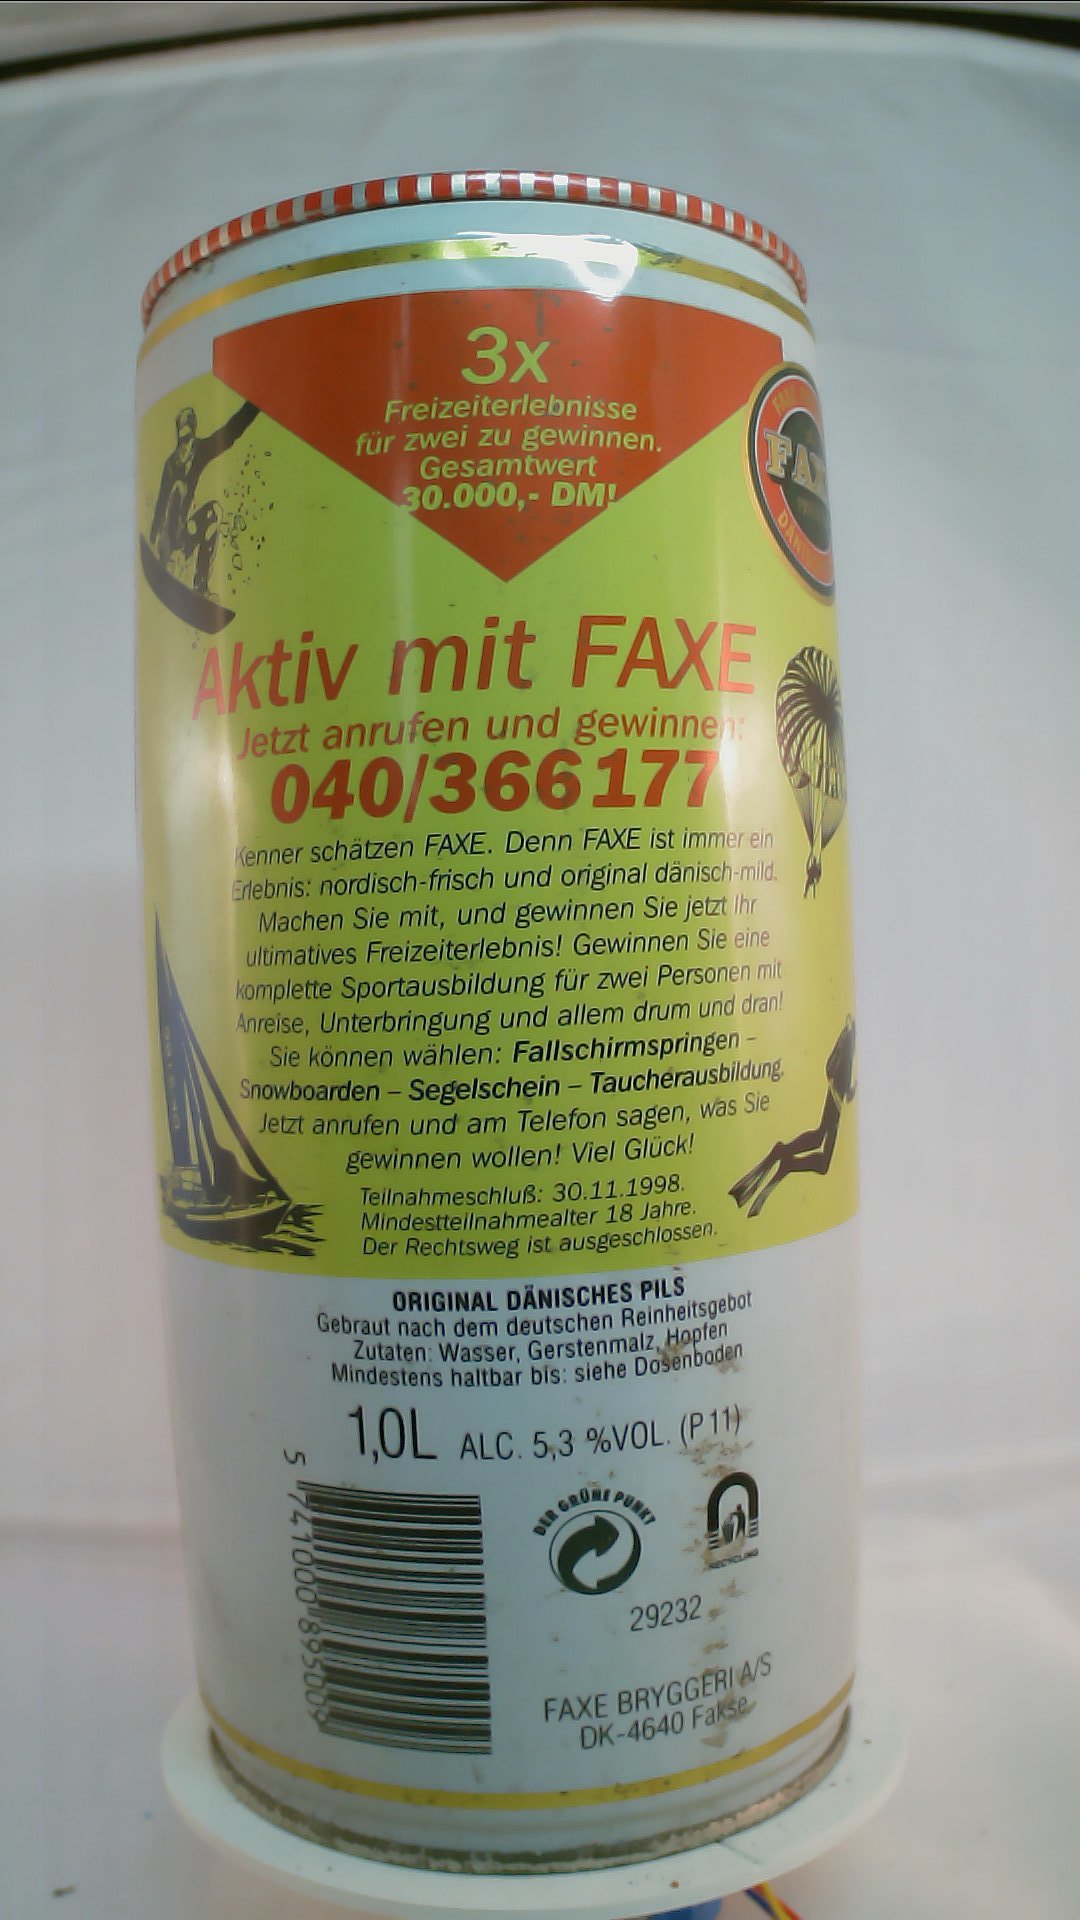 3x
Freizeiterlebnisse
für zwei zu gewinnen.
Gesamtwert
30.000,- DM!
FAX
Aktiv mit FAXE
Jetzt anrufen und gewinnen:
040/366177
Kenner schätzen FAXE. Denn FAXE ist immer ein
Erlebnis: nordisch-frisch und original dänisch-mild.
Machen Sie mit, und gewinnen Sie jetzt Ihr
ultimatives Freizeiterlebnis! Gewinnen Sie eine
komplette Sportausbildung für zwei Personen mit
Anreise, Unterbringung und allem drum und dran!
Sie können wählen: Fallschirmspringen –
Snowboarden – Segelschein – Taucherausbildung.
Jetzt anrufen und am Telefon sagen, was Sie
gewinnen wollen! Viel Glück!
Teilnahmeschluß: 30.11.1998.
Mindestteilnahmealter 18 Jahre.
Der Rechtsweg ist ausgeschlossen.
ORIGINAL DÄNISCHES PILS
Gebraut nach dem deutschen Reinheitsgebot
Zutaten: Wasser, Gerstenmalz, Hopfen
Mindestens haltbar bis: siehe Dosenboden
1,0L ALC. 5,3 %VOL. (P 11)
5 741000 895009
DER GRÜNE PUNKT
RECYCLING
29232
FAXE BRYGGERI A/S
DK-4640 Fakse